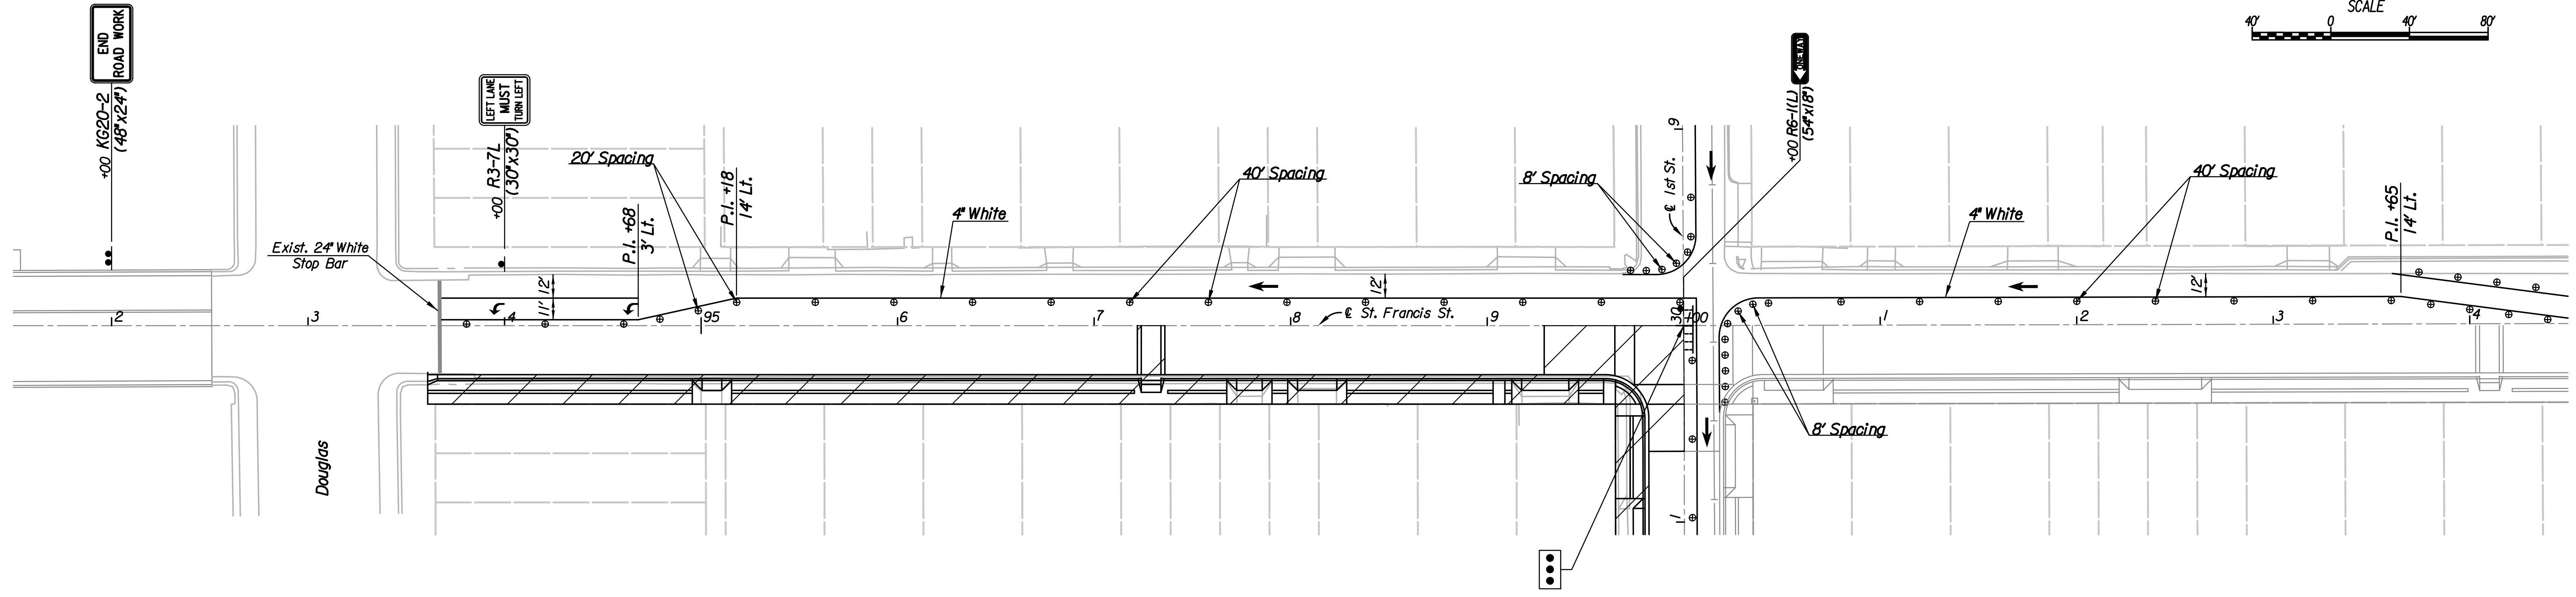 SCALE
40' 0 40' 80'
END
ROAD WORK
+00 KG20-2
(48"x24")
LEFT LANE
MUST
TURN LEFT
+00 R3-7L
(30"x30")
20' Spacing
P.I. +68
3' Lt.
P.I. +18
14' Lt.
4" White
40' Spacing
8' Spacing
℄ 1st St.
9
ONEWAY
+00 R6-1(L)
(54"x18")
4" White
40' Spacing
P.I. +65
14' Lt.
Exist. 24" White
Stop Bar
12'
11'
12'
12'
2 3 4 95 6 7 8 9 30+00 1 2 3 4
℄ St. Francis St.
8' Spacing
Douglas
1